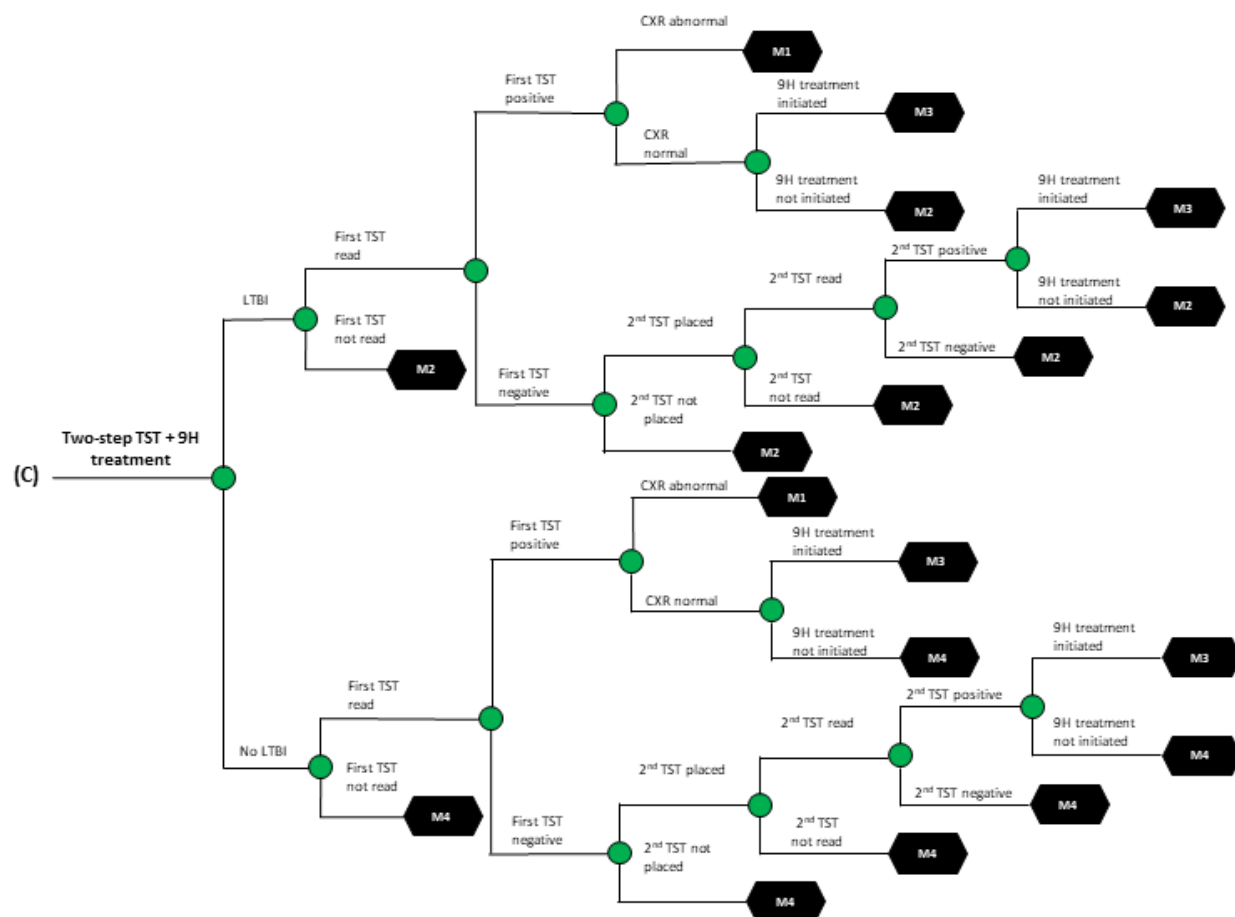 CXR abnormal
M1
First TST
positive
9H treatment
initiated
M3
CXR
normal
9H treatment
not initiated
M2
First TST
read
9H treatment
initiated
M3
2nd TST positive
2nd TST read
9H treatment
not initiated
M2
LTBI
First TST
not read
M2
2nd TST placed
2nd TST negative
M2
First TST
negative
2nd TST
not read
M2
2nd TST not
placed
M2
(C)
Two-step TST + 9H
treatment
CXR abnormal
M1
First TST
positive
9H treatment
initiated
M3
CXR normal
9H treatment
not initiated
M4
First TST
read
9H treatment
initiated
M3
2nd TST positive
2nd TST read
9H treatment
not initiated
M4
No LTBI
First TST
not read
M4
2nd TST placed
2nd TST negative
M4
First TST
negative
2nd TST
not read
M4
2nd TST not
placed
M4